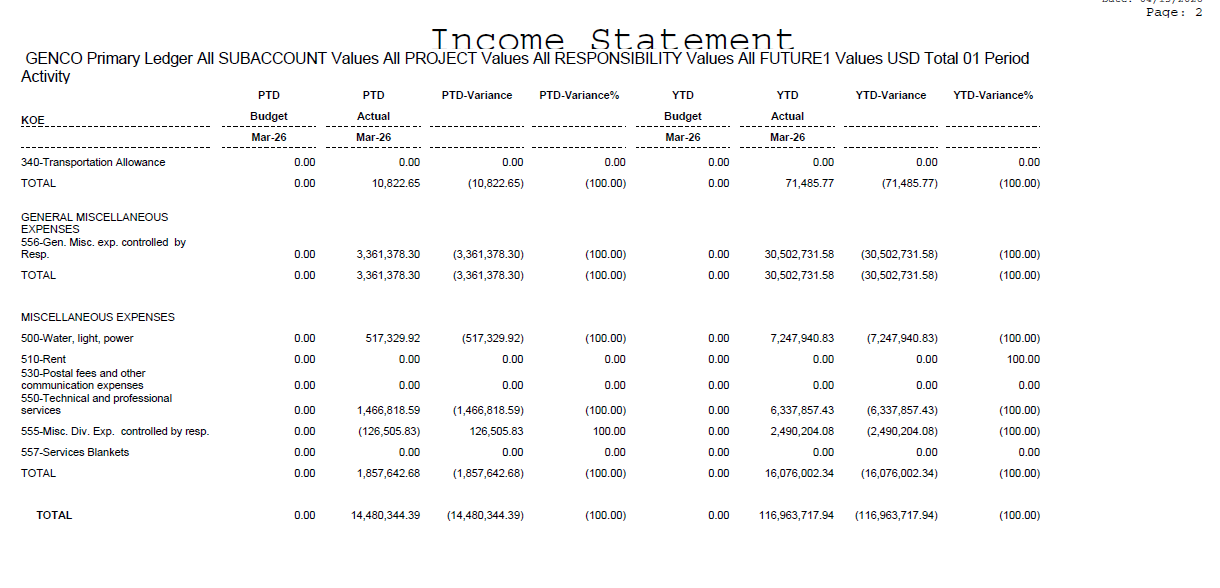 Page: 2
Income Statement
GENCO Primary Ledger All SUBACCOUNT Values All PROJECT Values All RESPONSIBILITY Values All FUTURE1 Values USD Total 01 Period
Activity
PTD PTD PTD-Variance PTD-Variance% YTD YTD YTD-Variance YTD-Variance%
KOE Budget Actual Budget Actual
Mar-26 Mar-26 Mar-26 Mar-26
340-Transportation Allowance 0.00 0.00 0.00 0.00 0.00 0.00 0.00 0.00
TOTAL 0.00 10,822.65 (10,822.65) (100.00) 0.00 71,485.77 (71,485.77) (100.00)
GENERAL MISCELLANEOUS
EXPENSES
556-Gen. Misc. exp. controlled by
Resp. 0.00 3,361,378.30 (3,361,378.30) (100.00) 0.00 30,502,731.58 (30,502,731.58) (100.00)
TOTAL 0.00 3,361,378.30 (3,361,378.30) (100.00) 0.00 30,502,731.58 (30,502,731.58) (100.00)
MISCELLANEOUS EXPENSES
500-Water, light, power 0.00 517,329.92 (517,329.92) (100.00) 0.00 7,247,940.83 (7,247,940.83) (100.00)
510-Rent 0.00 0.00 0.00 0.00 0.00 0.00 0.00 100.00
530-Postal fees and other
communication expenses 0.00 0.00 0.00 0.00 0.00 0.00 0.00 0.00
550-Technical and professional
services 0.00 1,466,818.59 (1,466,818.59) (100.00) 0.00 6,337,857.43 (6,337,857.43) (100.00)
555-Misc. Div. Exp. controlled by resp. 0.00 (126,505.83) 126,505.83 100.00 0.00 2,490,204.08 (2,490,204.08) (100.00)
557-Services Blankets 0.00 0.00 0.00 0.00 0.00 0.00 0.00 0.00
TOTAL 0.00 1,857,642.68 (1,857,642.68) (100.00) 0.00 16,076,002.34 (16,076,002.34) (100.00)
TOTAL 0.00 14,480,344.39 (14,480,344.39) (100.00) 0.00 116,963,717.94 (116,963,717.94) (100.00)